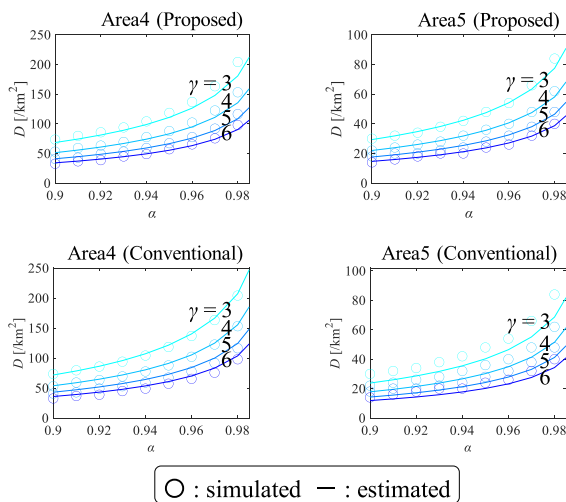 Area4 (Proposed)
250
200
150
100
50
0
D [/km²]
γ = 3
4
5
6
0.9 0.92 0.94 0.96 0.98
α
Area5 (Proposed)
100
80
60
40
20
0
D [/km²]
γ = 3
4
5
6
0.9 0.92 0.94 0.96 0.98
α
Area4 (Conventional)
250
200
150
100
50
0
D [/km²]
γ = 3
4
5
6
0.9 0.92 0.94 0.96 0.98
α
Area5 (Conventional)
100
80
60
40
20
0
D [/km²]
γ = 3
4
5
6
0.9 0.92 0.94 0.96 0.98
α
: simulated : estimated